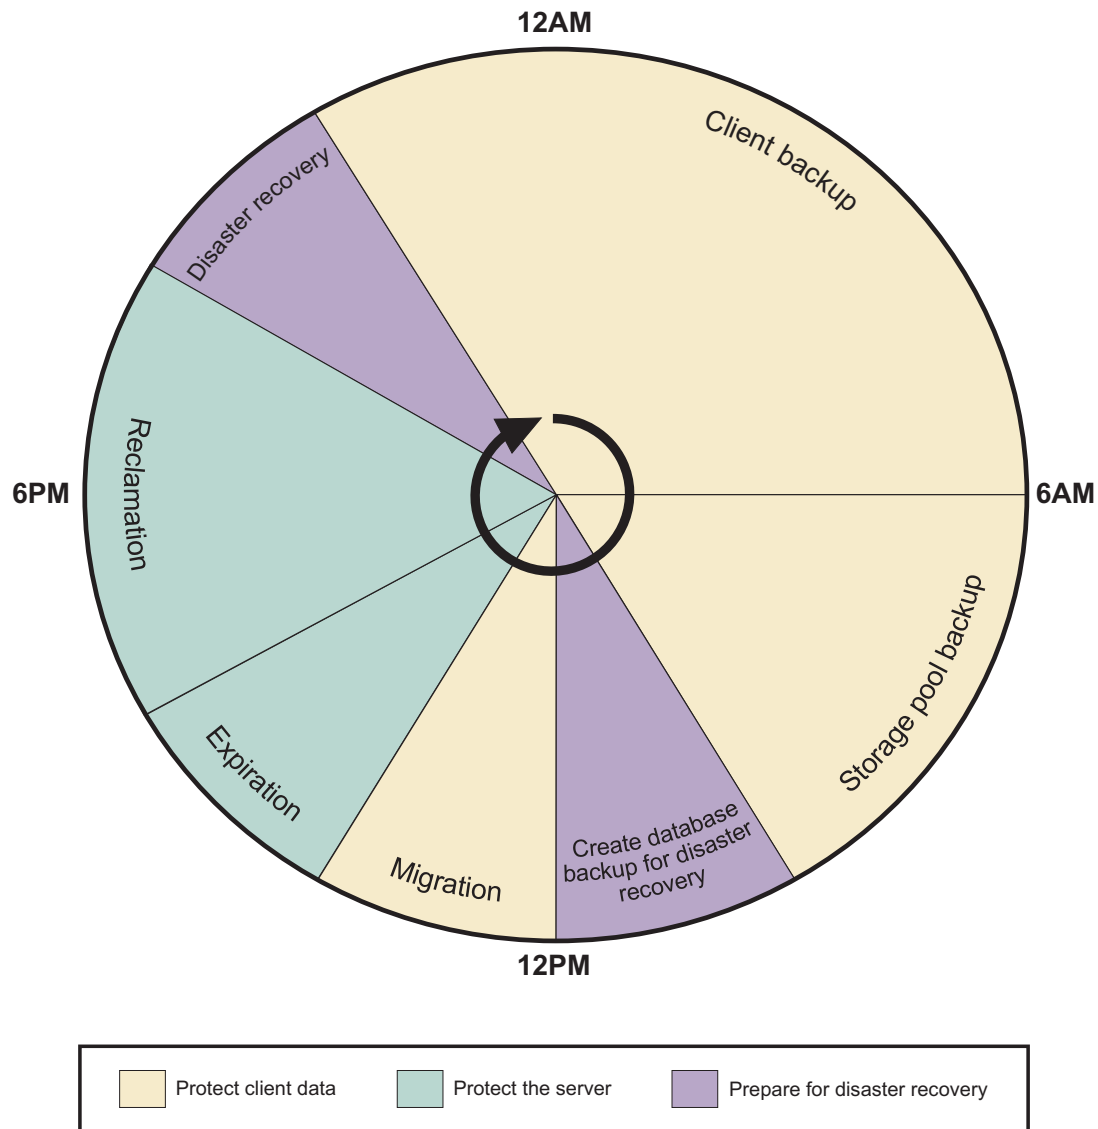 12AM
Client backup
Disaster recovery
Reclamation
6PM
6AM
Storage pool backup
Expiration
Migration
Create database
backup for disaster
recovery
12PM
Protect client data
Protect the server
Prepare for disaster recovery